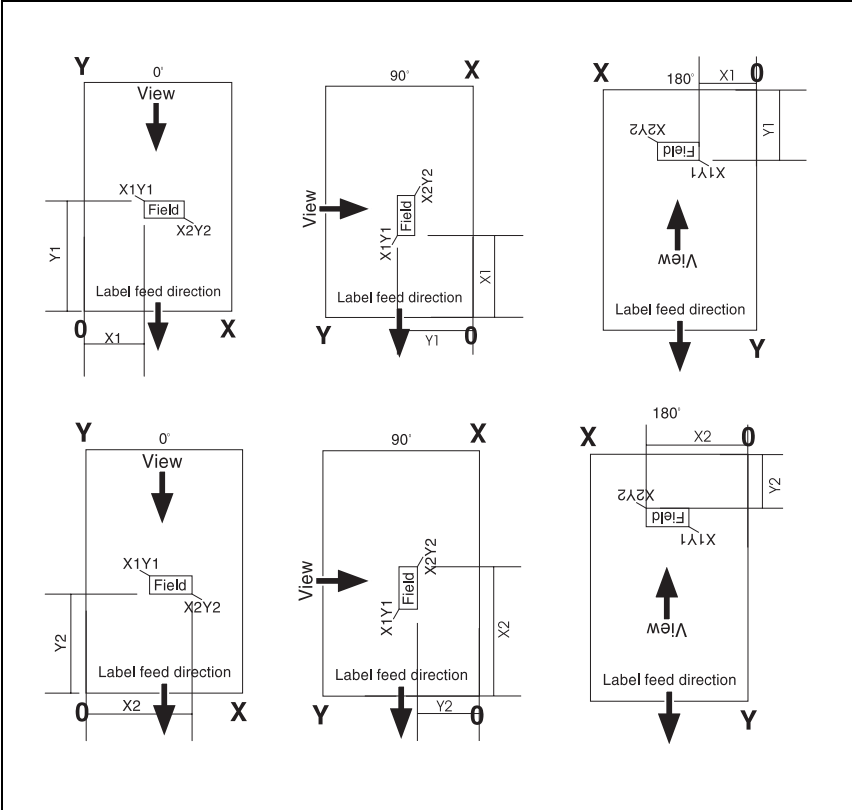 Y
0°
View
X1Y1
Field
X2Y2
Y1
Label feed direction
0
X1
X
90°
X
View
X2Y2
Field
X1Y1
X1
Label feed direction
Y
Y1
0
X
180°
X1
0
Y1
X2Y2
Field
X1Y1
View
Label feed direction
Y
Y
0°
View
X1Y1
Field
X2Y2
Y2
Label feed direction
0
X2
X
90°
X
View
X2Y2
Field
X1Y1
X2
Label feed direction
Y
Y2
0
180°
X
X2
0
Y2
X2Y2
Field
X1Y1
View
Label feed direction
Y